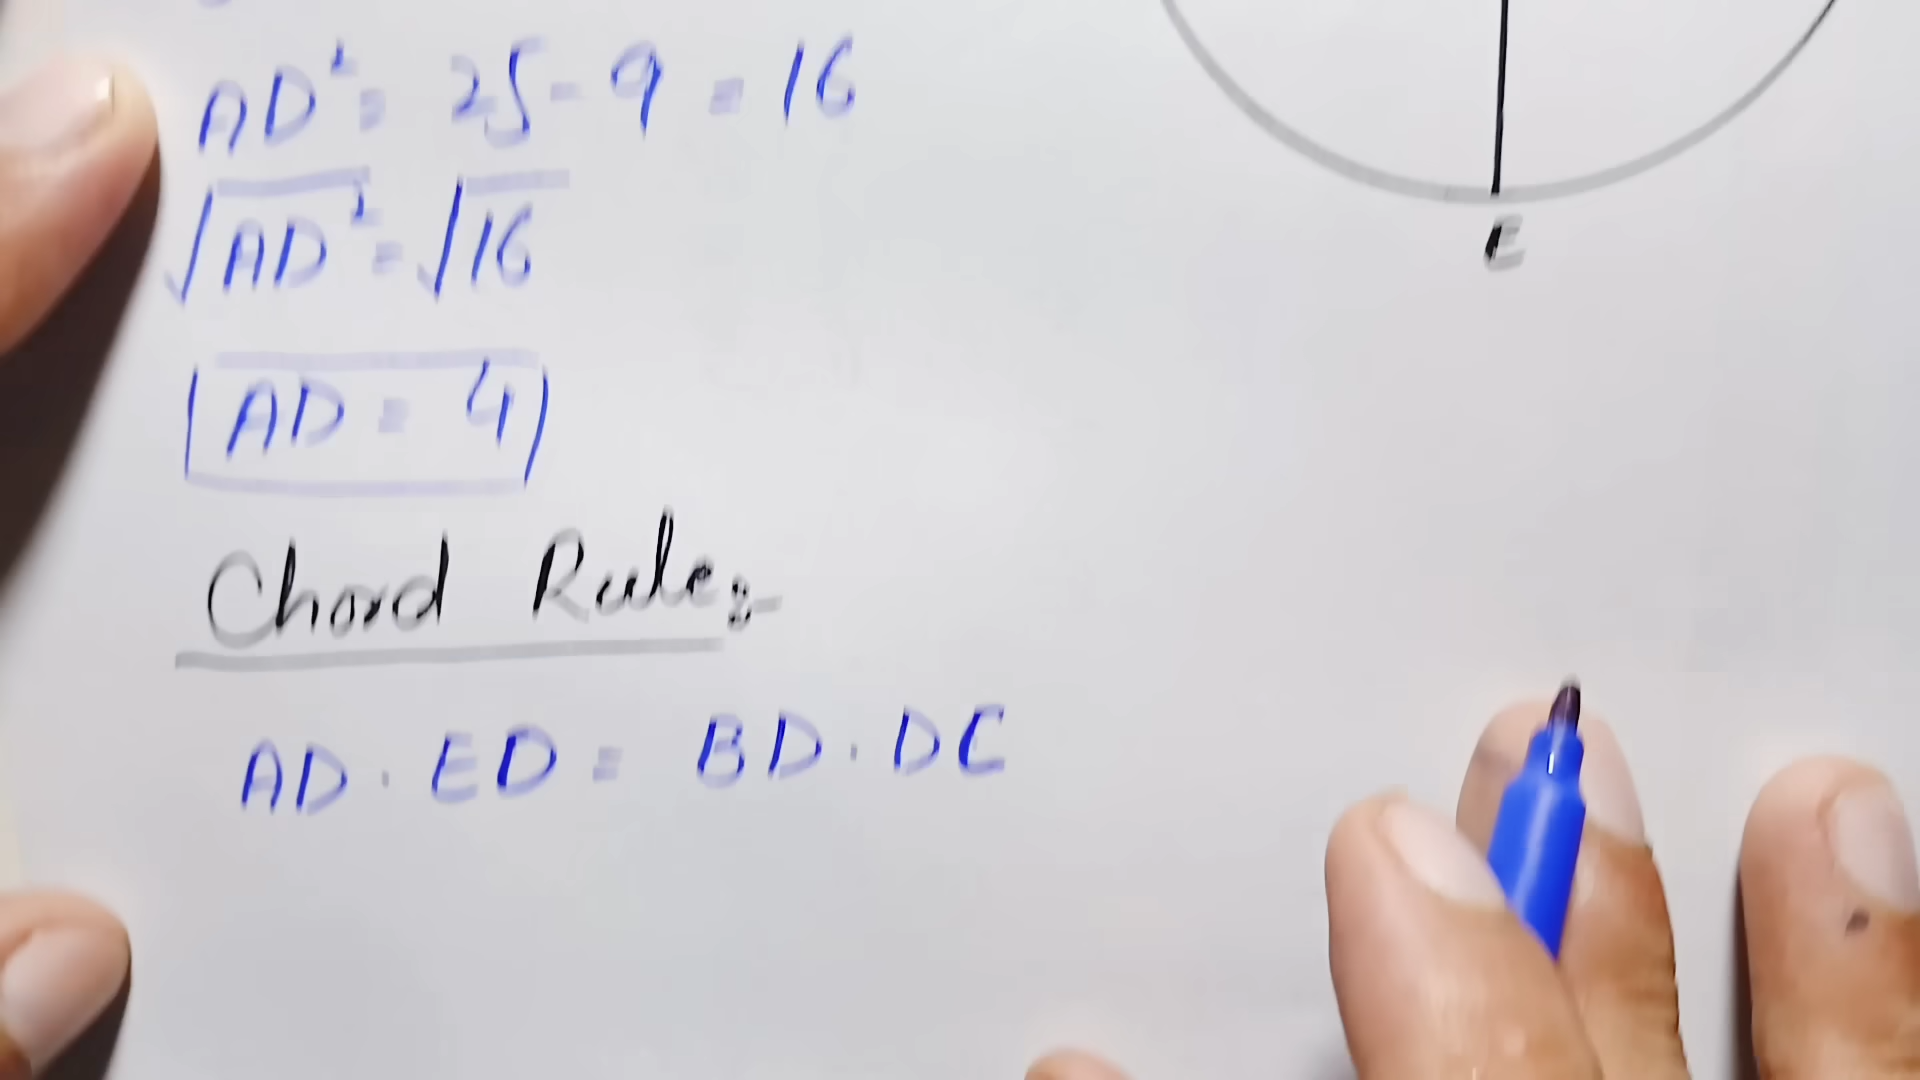 AD² = 25 - 9 = 16
√AD² = √16
AD = 4
Chord Rule:-
AD . ED = BD . DC
E